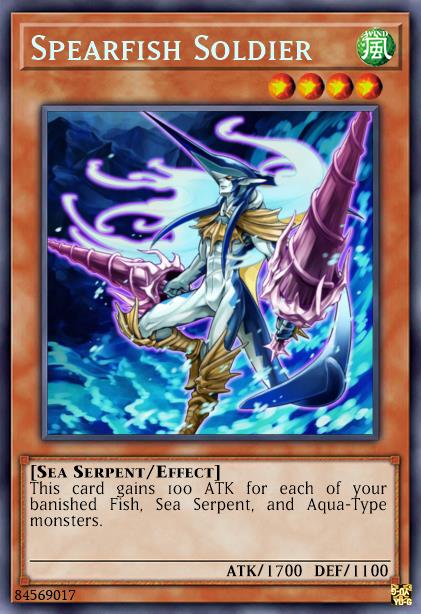 Spearfish Soldier
WIND
風
[Sea Serpent/Effect]
This card gains 100 ATK for each of your
banished Fish, Sea Serpent, and Aqua-Type
monsters.
ATK/1700 DEF/1100
84569017